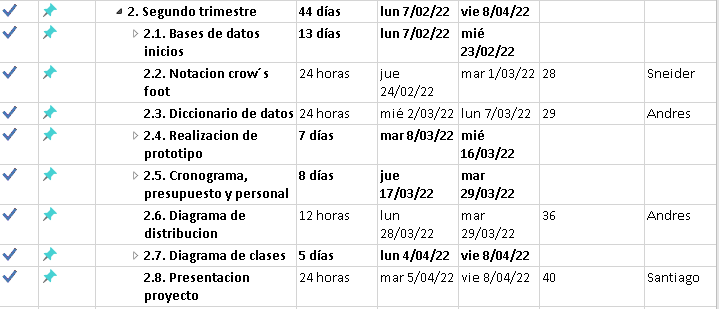 2. Segundo trimestre 44 días lun 7/02/22 vie 8/04/22
2.1. Bases de datos 13 días lun 7/02/22 mié
inicios 23/02/22
2.2. Notacion crow´s 24 horas jue mar 1/03/22 28 Sneider
foot 24/02/22
2.3. Diccionario de datos 24 horas mié 2/03/22 lun 7/03/22 29 Andres
2.4. Realizacion de 7 días mar 8/03/22 mié
prototipo 16/03/22
2.5. Cronograma, 8 días jue mar
presupuesto y personal 17/03/22 29/03/22
2.6. Diagrama de 12 horas lun mar 36 Andres
distribucion 28/03/22 29/03/22
2.7. Diagrama de clases 5 días lun 4/04/22 vie 8/04/22
2.8. Presentacion 24 horas mar 5/04/22 vie 8/04/22 40 Santiago
proyecto